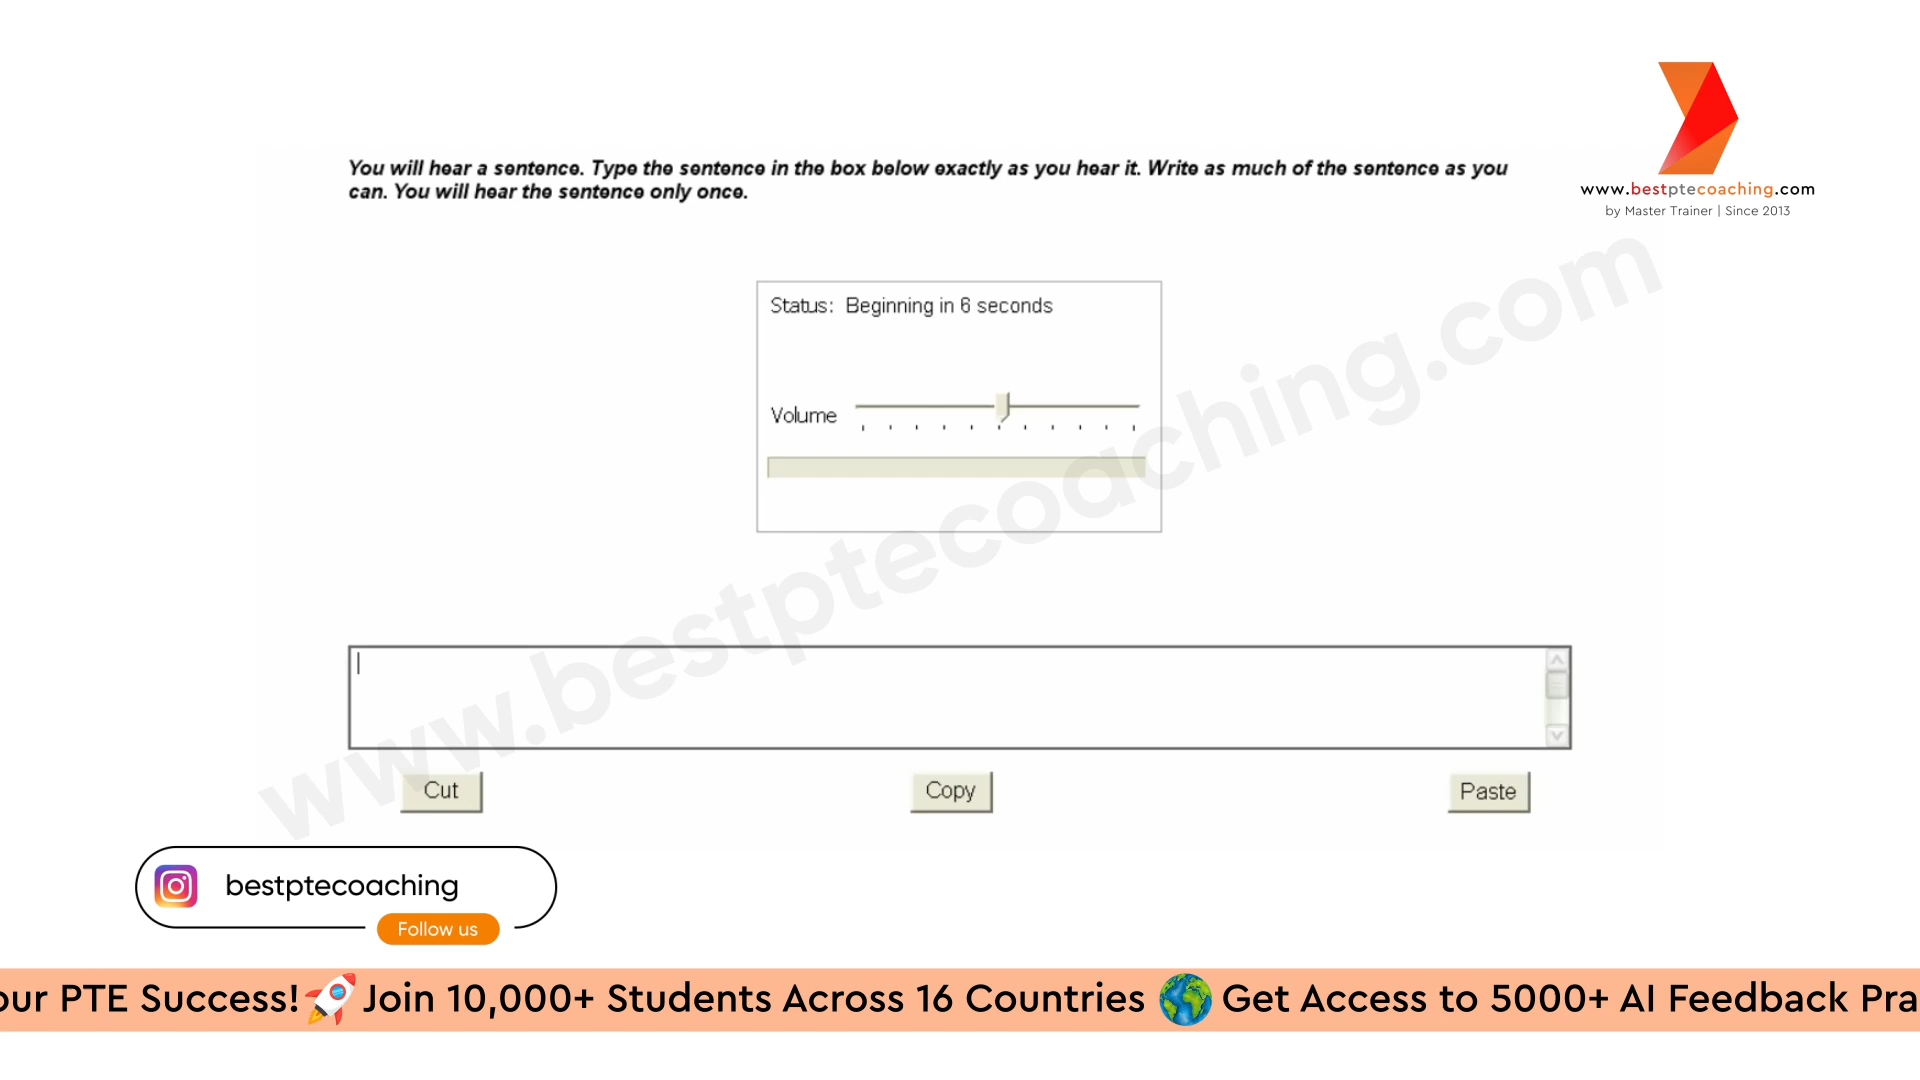 You will hear a sentence. Type the sentence in the box below exactly as you hear it. Write as much of the sentence as you
can. You will hear the sentence only once.
www.bestptecoaching.com
by Master Trainer | Since 2013
Status: Beginning in 6 seconds
Volume
www.bestptecoaching.com
Cut
Copy
Paste
bestptecoaching
Follow us
our PTE Success!🚀Join 10,000+ Students Across 16 Countries 🌍 Get Access to 5000+ AI Feedback Pra